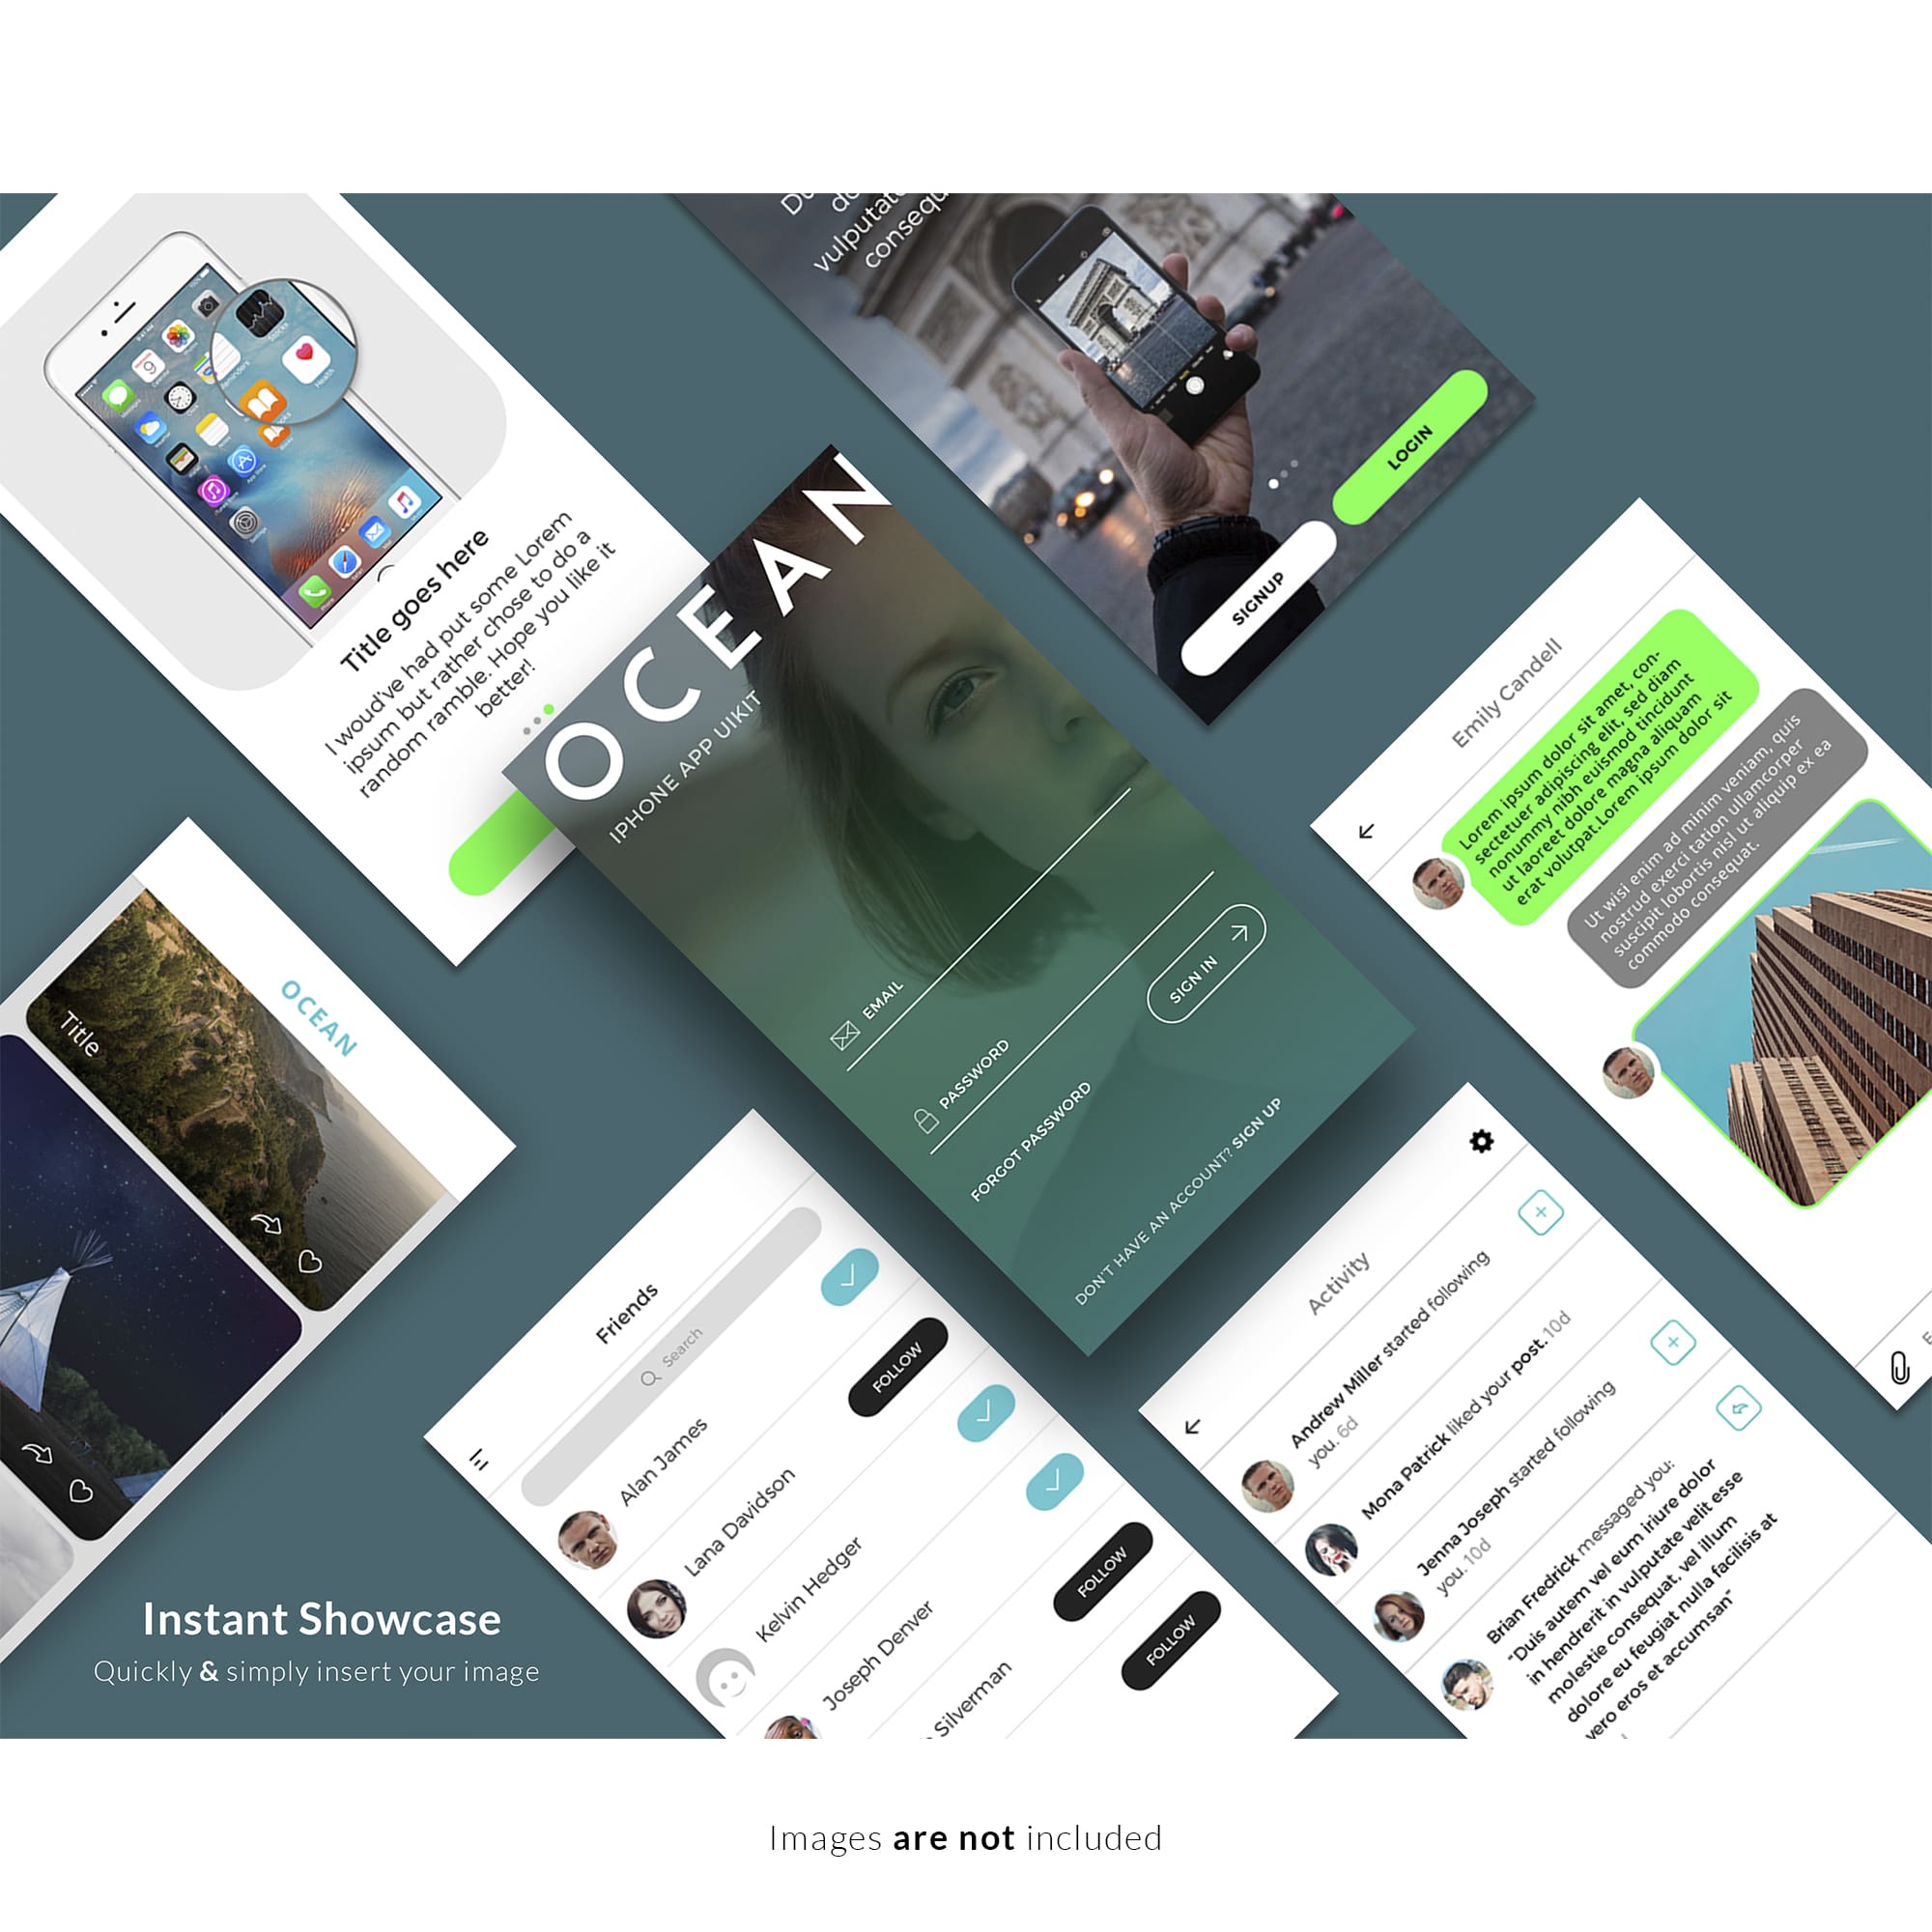 Title goes here
I woud've had put some Lorem
ipsum but rather chose to do a
random ramble. Hope you like it
better!
vulputate
consequ
LOGIN
SIGNUP
OCEAN
IPHONE APP UIKIT
EMAIL
PASSWORD
SIGN IN
FORGOT PASSWORD
DON'T HAVE AN ACCOUNT? SIGN UP
Emily Candell
Lorem ipsum dolor sit amet, con-
sectetuer adipiscing elit, sed diam
nonummy nibh euismod tincidunt
ut laoreet dolore magna aliquam
erat volutpat.Lorem ipsum dolor sit
Ut wisi enim ad minim veniam, quis
nostrud exerci tation ullamcorper
suscipit lobortis nisl ut aliquip ex ea
commodo consequat.
OCEAN
Title
Friends
Search
Alan James
FOLLOW
Lana Davidson
Kelvin Hedger
Joseph Denver
FOLLOW
Silverman
FOLLOW
Activity
Andrew Miller started following
you. 6d
Mona Patrick liked your post. 10d
Jenna Joseph started following
you. 10d
Brian Fredrick messaged you:
"Duis autem vel eum iriure dolor
in hendrerit in vulputate velit esse
molestie consequat, vel illum
dolore eu feugiat nulla facilisis at
vero eros et accumsan"
Instant Showcase
Quickly & simply insert your image
Images are not included